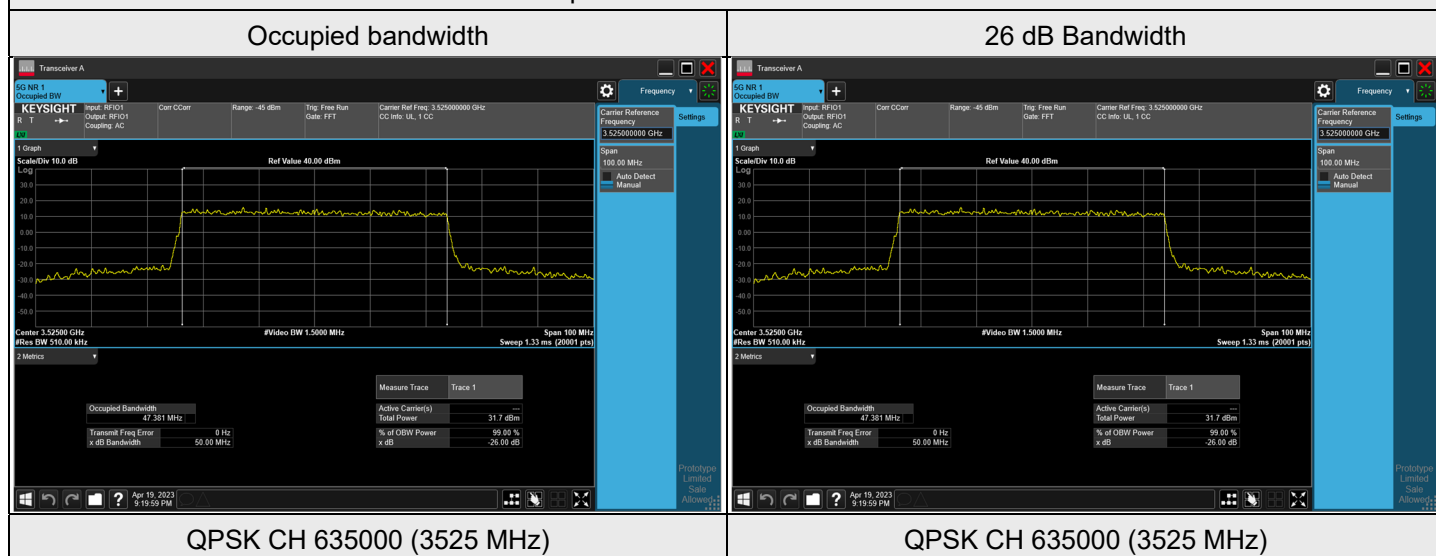 Occupied bandwidth
26 dB Bandwidth
Transceiver A
5G NR 1
Occupied BW
+
Frequency
KEYSIGHT
R T
LXI
Input: RFIO1
Output: RFIO1
Coupling: AC
Corr CCorr
Range: -45 dBm
Trig: Free Run
Gate: FFT
Carrier Ref Freq: 3.525000000 GHz
CC Info: UL, 1 CC
Carrier Reference
Frequency
3.525000000 GHz
Settings
Span
100.00 MHz
Auto Detect
Manual
1 Graph
Scale/Div 10.0 dB
Ref Value 40.00 dBm
Log
30.0
20.0
10.0
0.00
-10.0
-20.0
-30.0
-40.0
-50.0
Center 3.52500 GHz
#Video BW 1.5000 MHz
Span 100 MHz
#Res BW 510.00 kHz
Sweep 1.33 ms (20001 pts)
2 Metrics
Measure Trace Trace 1
Occupied Bandwidth
47.381 MHz
Active Carrier(s) ---
Total Power 31.7 dBm
Transmit Freq Error 0 Hz
x dB Bandwidth 50.00 MHz
% of OBW Power 99.00 %
x dB -26.00 dB
Prototype
Limited
Sale
Allowed
?
Apr 19, 2023
9:19:59 PM
Transceiver A
5G NR 1
Occupied BW
+
Frequency
KEYSIGHT
R T
LXI
Input: RFIO1
Output: RFIO1
Coupling: AC
Corr CCorr
Range: -45 dBm
Trig: Free Run
Gate: FFT
Carrier Ref Freq: 3.525000000 GHz
CC Info: UL, 1 CC
Carrier Reference
Frequency
3.525000000 GHz
Settings
Span
100.00 MHz
Auto Detect
Manual
1 Graph
Scale/Div 10.0 dB
Ref Value 40.00 dBm
Log
30.0
20.0
10.0
0.00
-10.0
-20.0
-30.0
-40.0
-50.0
Center 3.52500 GHz
#Video BW 1.5000 MHz
Span 100 MHz
#Res BW 510.00 kHz
Sweep 1.33 ms (20001 pts)
2 Metrics
Measure Trace Trace 1
Occupied Bandwidth
47.381 MHz
Active Carrier(s) ---
Total Power 31.7 dBm
Transmit Freq Error 0 Hz
x dB Bandwidth 50.00 MHz
% of OBW Power 99.00 %
x dB -26.00 dB
Prototype
Limited
Sale
Allowed
?
Apr 19, 2023
9:19:59 PM
QPSK CH 635000 (3525 MHz)
QPSK CH 635000 (3525 MHz)